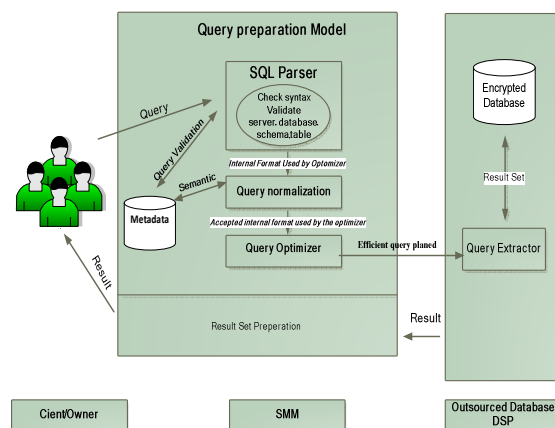 Query preparation Model
SQL Parser
Check syntax
Validate
server. database.
schema,table
Query
Query Validation
Internal Format Used by Optomizer
Semantic
Query normalization
Metadata
Accepted internal format used by the optimizer
Query Optimizer
Efficient query planed
Query Extractor
Encrypted
Database
Result Set
Result
Result
Result Set Preperation
Cient/Owner
SMM
Outsourced Database
DSP